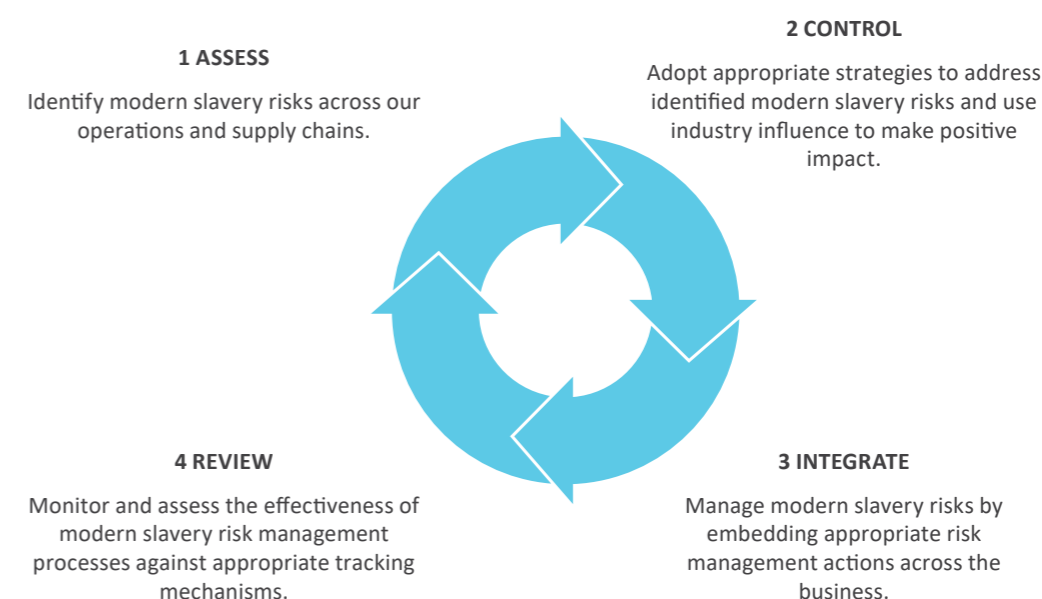 1 ASSESS
Identify modern slavery risks across our
operations and supply chains.
2 CONTROL
Adopt appropriate strategies to address
identified modern slavery risks and use
industry influence to make positive
impact.
4 REVIEW
Monitor and assess the effectiveness of
modern slavery risk management
processes against appropriate tracking
mechanisms.
3 INTEGRATE
Manage modern slavery risks by
embedding appropriate risk
management actions across the
business.